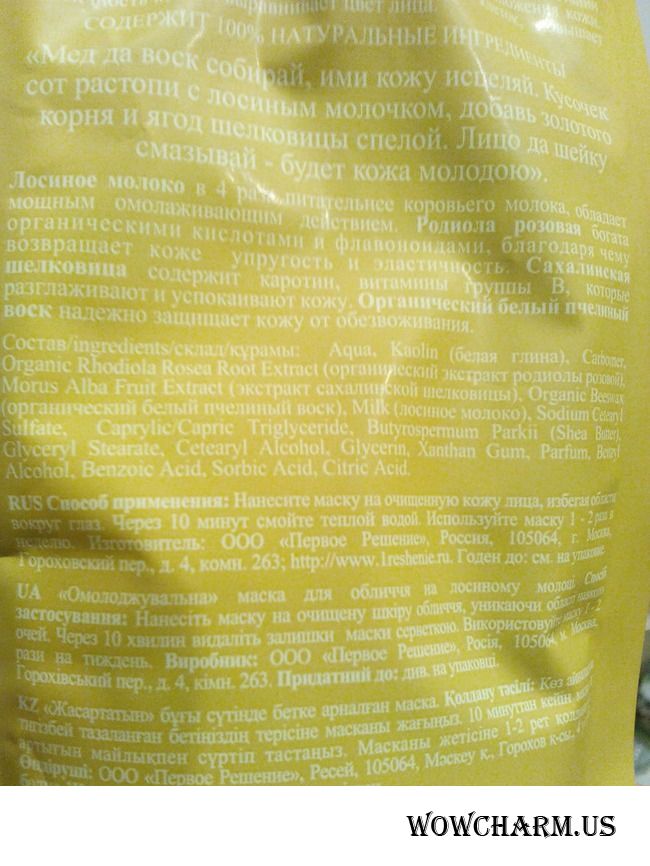 выравнивает цвет лица.
СОДЕРЖИТ 100% НАТУРАЛЬНЫЕ ИНГРЕДИЕНТЫ
«Мед да воск собирай, ими кожу исцеляй. Кусочек
сот растопи с лосиным молочком, добавь золотого
корня и ягод шелковицы спелой. Лицо да шейку
смазывай - будет кожа молодою».
Лосиное молоко в 4 раза питательнее коровьего молока, обладает
мощным омолаживающим действием. Родиола розовая богата
органическими кислотами и флавоноидами, благодаря чему
возвращает коже упругость и эластичность. Сахалинская
шелковица содержит каротин, витамины группы B, которые
разглаживают и успокаивают кожу. Органический белый пчелиный
воск надежно защищает кожу от обезвоживания.
Состав/ingredients/склад/құрамы: Aqua, Kaolin (белая глина), Carbomer,
Organic Rhodiola Rosea Root Extract (органический экстракт родиолы розовой),
Morus Alba Fruit Extract (экстракт сахалинской шелковицы), Organic Beeswax
(органический белый пчелиный воск), Milk (лосиное молоко), Sodium Cetearyl
Sulfate, Caprylic/Capric Triglyceride, Butyrospermum Parkii (Shea Butter),
Glyceryl Stearate, Cetearyl Alcohol, Glycerin, Xanthan Gum, Parfum, Benzyl
Alcohol, Benzoic Acid, Sorbic Acid, Citric Acid.
RUS Способ применения: Нанесите маску на очищенную кожу лица, избегая области
вокруг глаз. Через 10 минут смойте теплой водой. Используйте маску 1 - 2 раза в
неделю. Изготовитель: ООО «Первое Решение», Россия, 105064, г. Москва,
Гороховский пер., д. 4, комн. 263; http://www.1reshenie.ru. Годен до: см. на упаковке.
UA «Омолоджувальна» маска для обличчя на лосиному молоці. Спосіб
застосування: Нанесіть маску на очищену шкіру обличчя, уникаючи області навколо
очей. Через 10 хвилин видаліть залишки маски серветкою. Використовуйте маску 1 - 2
рази на тиждень. Виробник: ООО «Первое Решение», Росія, 105064, м. Москва,
Горохівський пер., д. 4, кімн. 263. Придатний до: див. на упаковці.
KZ «Жасартатын» бұғы сүтінде бетке арналған маска. Қолдану тәсілі: Көз
тигізбей тазаланған бетіңіздің терісіне масканы жағыңыз. 10 минуттан кейін
артығын майлықпен сүртіп тастаңыз. Масканы жетісіне 1-2 рет
Өндіруші: ООО «Первое Решение», Ресей, 105064, Мәскеу қ., Горохов к-сы,
WOWCHARM.US